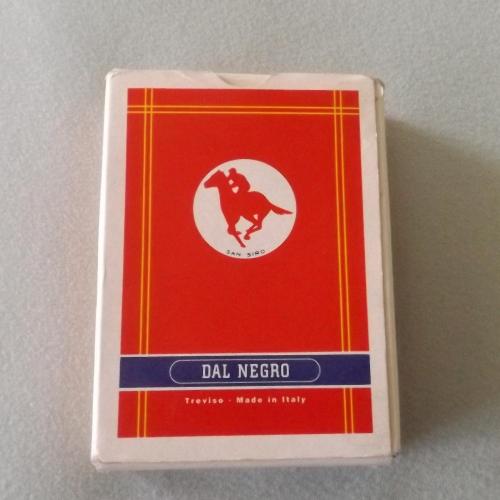 SAN SIRO
DAL NEGRO
Treviso - Made in Italy